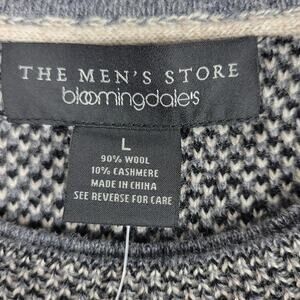 THE MEN'S STORE
bloomingdale's
L
90% WOOL
10% CASHMERE
MADE IN CHINA
SEE REVERSE FOR CARE